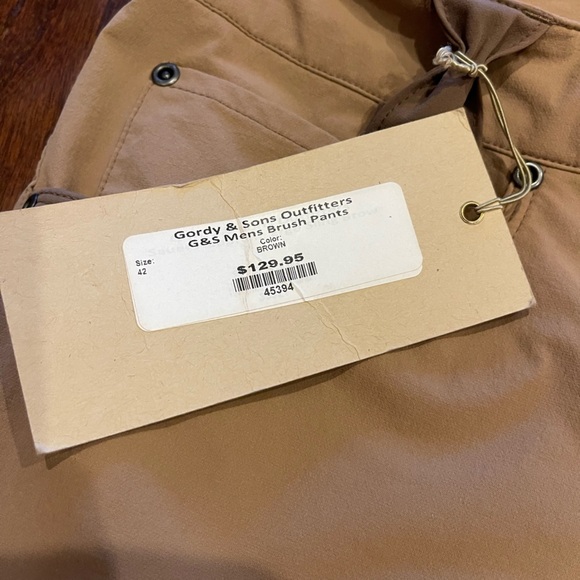 Gordy & Sons Outfitters
G&S Mens Brush Pants
Size: Color:
42 BROWN
$129.95
45394